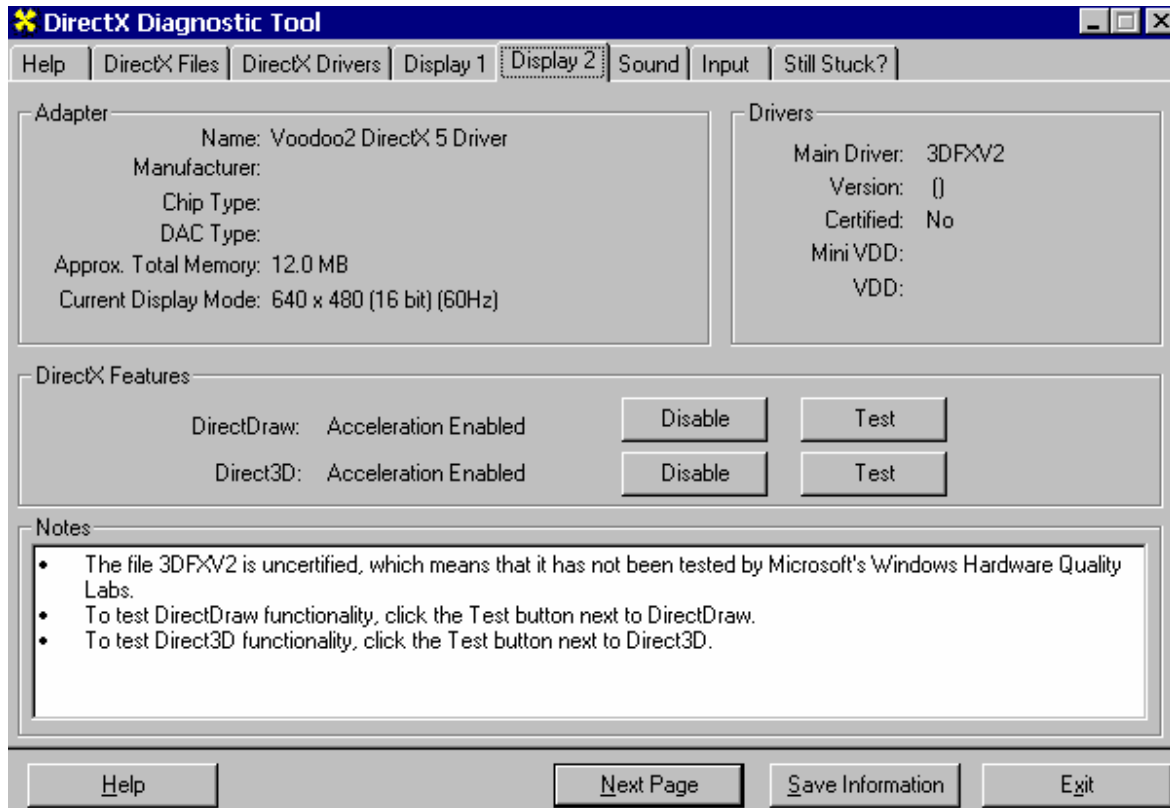 DirectX Diagnostic Tool
Help DirectX Files DirectX Drivers Display 1 Display 2 Sound Input Still Stuck?
Adapter
Name: Voodoo2 DirectX 5 Driver
Manufacturer:
Chip Type:
DAC Type:
Approx. Total Memory: 12.0 MB
Current Display Mode: 640 x 480 (16 bit) (60Hz)
Drivers
Main Driver: 3DFXV2
Version: ()
Certified: No
Mini VDD:
VDD:
DirectX Features
DirectDraw: Acceleration Enabled Disable Test
Direct3D: Acceleration Enabled Disable Test
Notes
• The file 3DFXV2 is uncertified, which means that it has not been tested by Microsoft's Windows Hardware Quality
Labs.
• To test DirectDraw functionality, click the Test button next to DirectDraw.
• To test Direct3D functionality, click the Test button next to Direct3D.
Help Next Page Save Information Exit